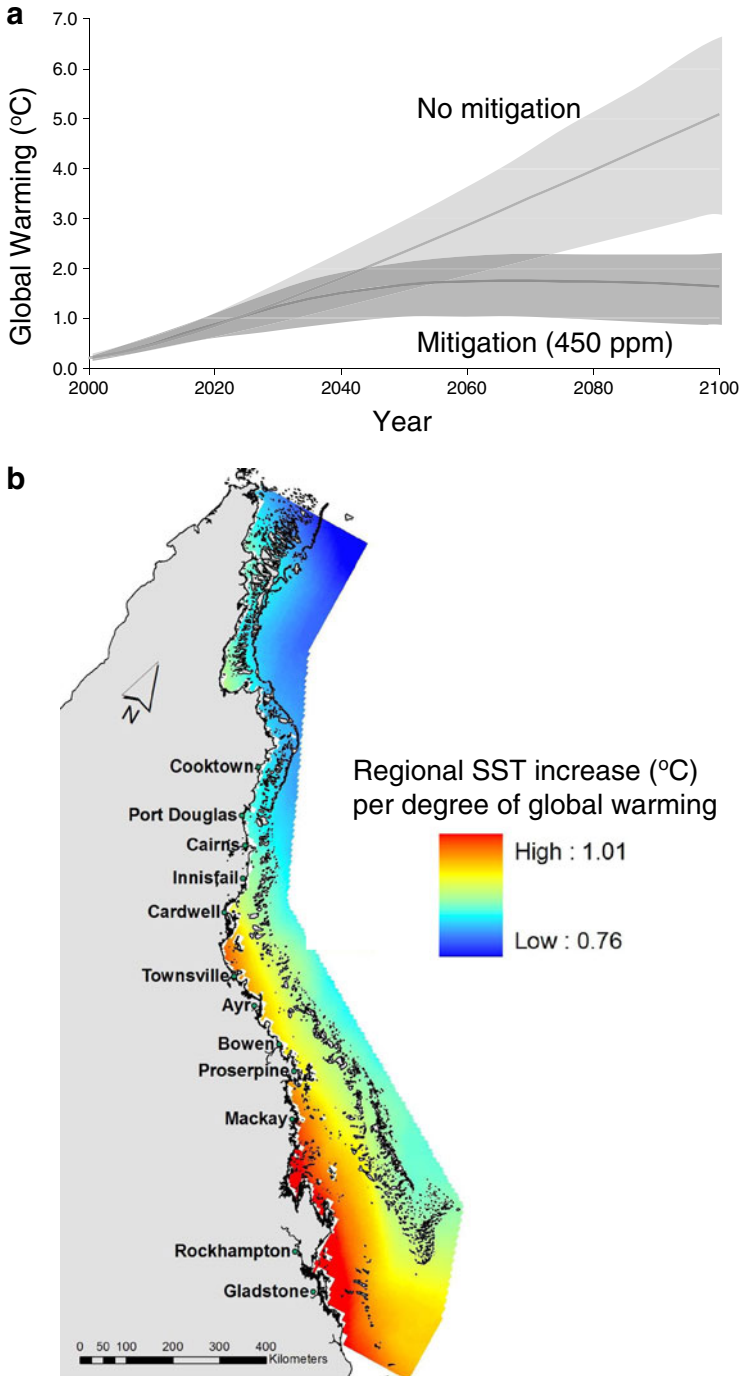 a
7.0
6.0
5.0
4.0
3.0
2.0
1.0
0.0
Global Warming (ºC)
No mitigation
Mitigation (450 ppm)
2000 2020 2040 2060 2080 2100
Year
b
N
Cooktown
Port Douglas
Cairns
Innisfail
Cardwell
Townsville
Ayr
Bowen
Proserpine
Mackay
Rockhampton
Gladstone
Regional SST increase (ºC)
per degree of global warming
High : 1.01
Low : 0.76
0 50 100 200 300 400
Kilometers